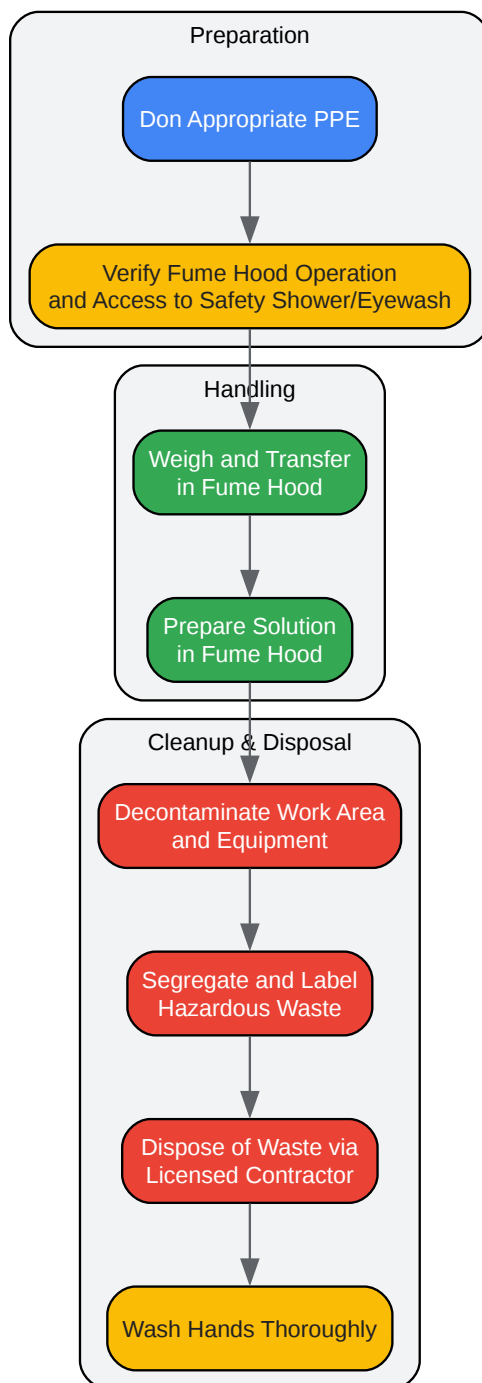 Preparation
Don Appropriate PPE
Verify Fume Hood Operation
and Access to Safety Shower/Eyewash
Handling
Weigh and Transfer
in Fume Hood
Prepare Solution
in Fume Hood
Cleanup & Disposal
Decontaminate Work Area
and Equipment
Segregate and Label
Hazardous Waste
Dispose of Waste via
Licensed Contractor
Wash Hands Thoroughly